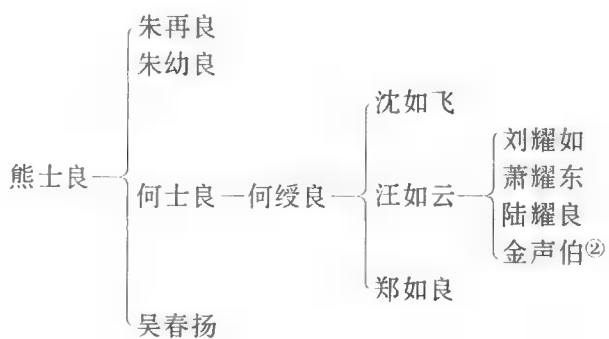 朱再良
朱幼良
沈如飞
刘耀如
萧耀东
熊士良 何士良 何绶良 汪如云
陆耀良
金声伯②
郑如良
吴春扬